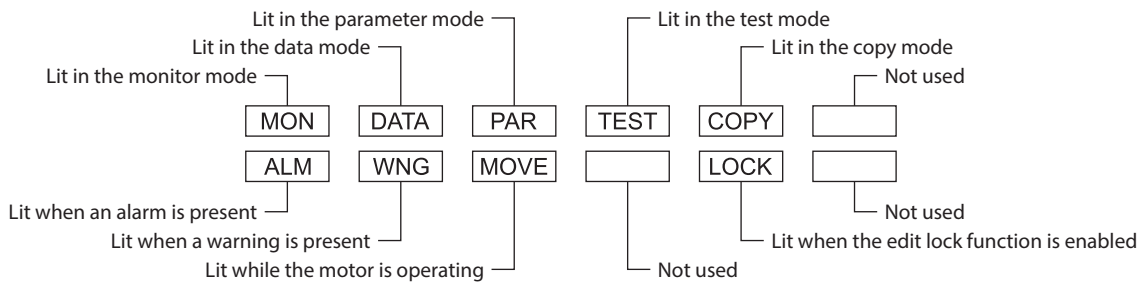 Lit in the parameter mode Lit in the test mode
Lit in the data mode Lit in the copy mode
Lit in the monitor mode Not used
MON DATA PAR TEST COPY
ALM WNG MOVE LOCK
Lit when an alarm is present Not used
Lit when a warning is present Lit when the edit lock function is enabled
Lit while the motor is operating Not used